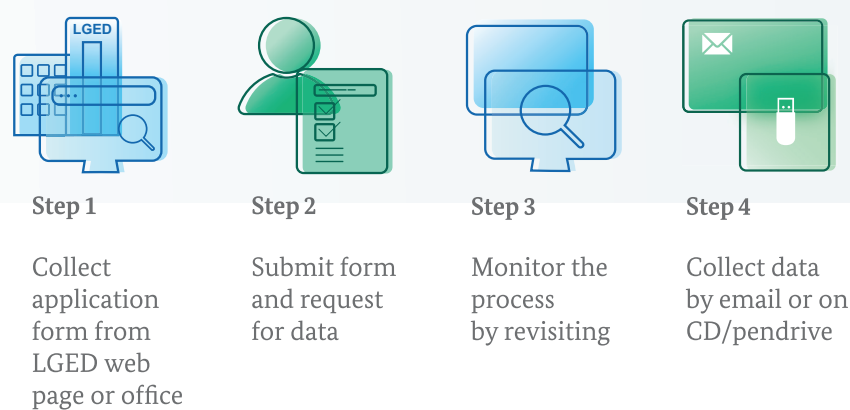 LGED
Step 1
Collect
application
form from
LGED web
page or office
Step 2
Submit form
and request
for data
Step 3
Monitor the
process
by revisiting
Step 4
Collect data
by email or on
CD/pendrive